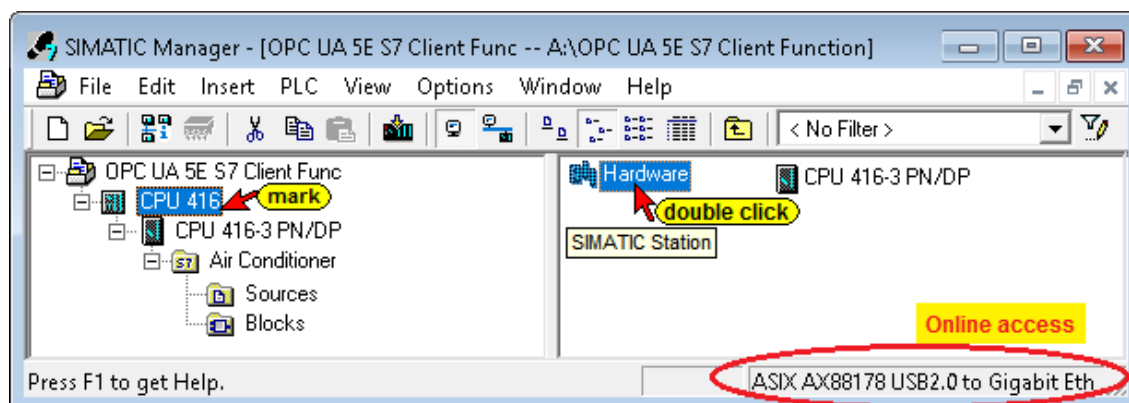 SIMATIC Manager - [OPC UA 5E S7 Client Func -- A:\OPC UA 5E S7 Client Function]
File Edit Insert PLC View Options Window Help
< No Filter >
OPC UA 5E S7 Client Func
CPU 416
mark
CPU 416-3 PN/DP
S7
Air Conditioner
Sources
Blocks
Hardware
CPU 416-3 PN/DP
double click
SIMATIC Station
Online access
Press F1 to get Help.
ASIX AX88178 USB2.0 to Gigabit Eth